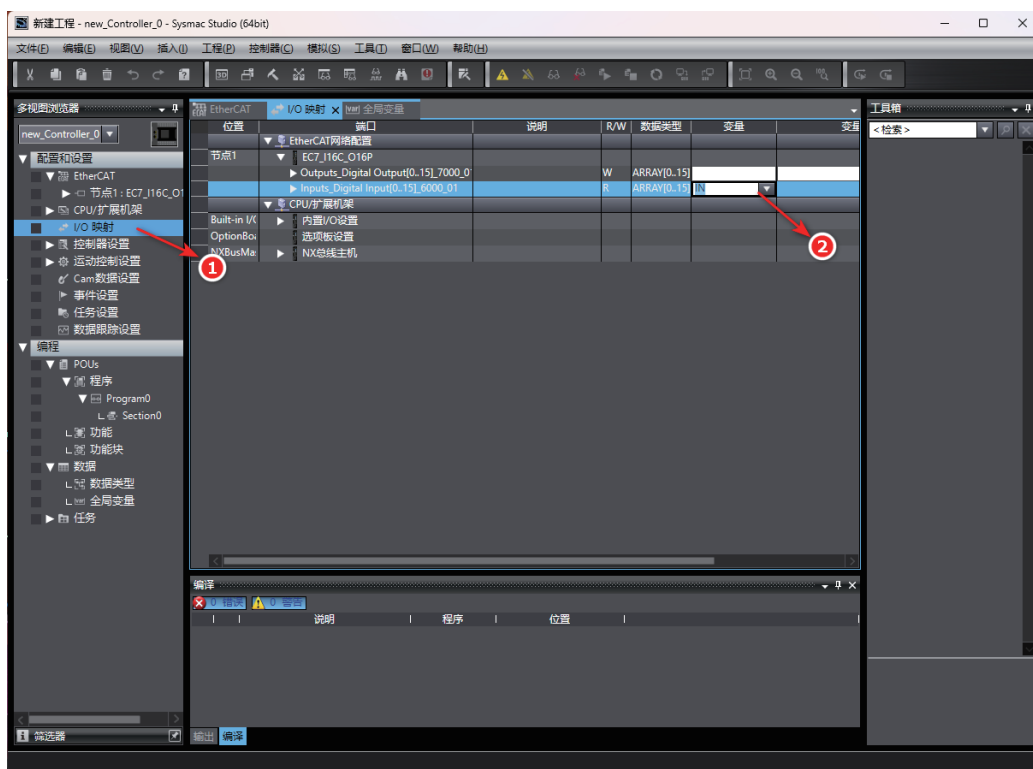 新建工程 - new_Controller_0 - Sysmac Studio (64bit)
文件(F) 编辑(E) 视图(V) 插入(I) 工程(P) 控制器(C) 模拟(S) 工具(T) 窗口(W) 帮助(H)
多视图浏览器
new_Controller_0
配置和设置
EtherCAT
节点1 : EC7_I16C_O1
CPU/扩展机架
I/O 映射
控制器设置
运动控制设置
Cam数据设置
事件设置
任务设置
数据跟踪设置
编程
POUs
程序
Program0
Section0
功能
功能块
数据
数据类型
全局变量
任务
筛选器
EtherCAT I/O 映射 全局变量
位置 端口 说明 R/W 数据类型 变量 变量
EtherCAT网络配置
节点1 EC7_I16C_O16P
Outputs_Digital Output[0..15]_7000_0 W ARRAY[0..15]
Inputs_Digital Input[0..15]_6000_01 R ARRAY[0..15] IN
CPU/扩展机架
Built-in I/ 内置I/O设置
OptionBo 选项板设置
NXBusMa NX总线主机
1
2
编译
0 错误 0 警告
说明 程序 位置
输出 编译
工具箱
<检索>